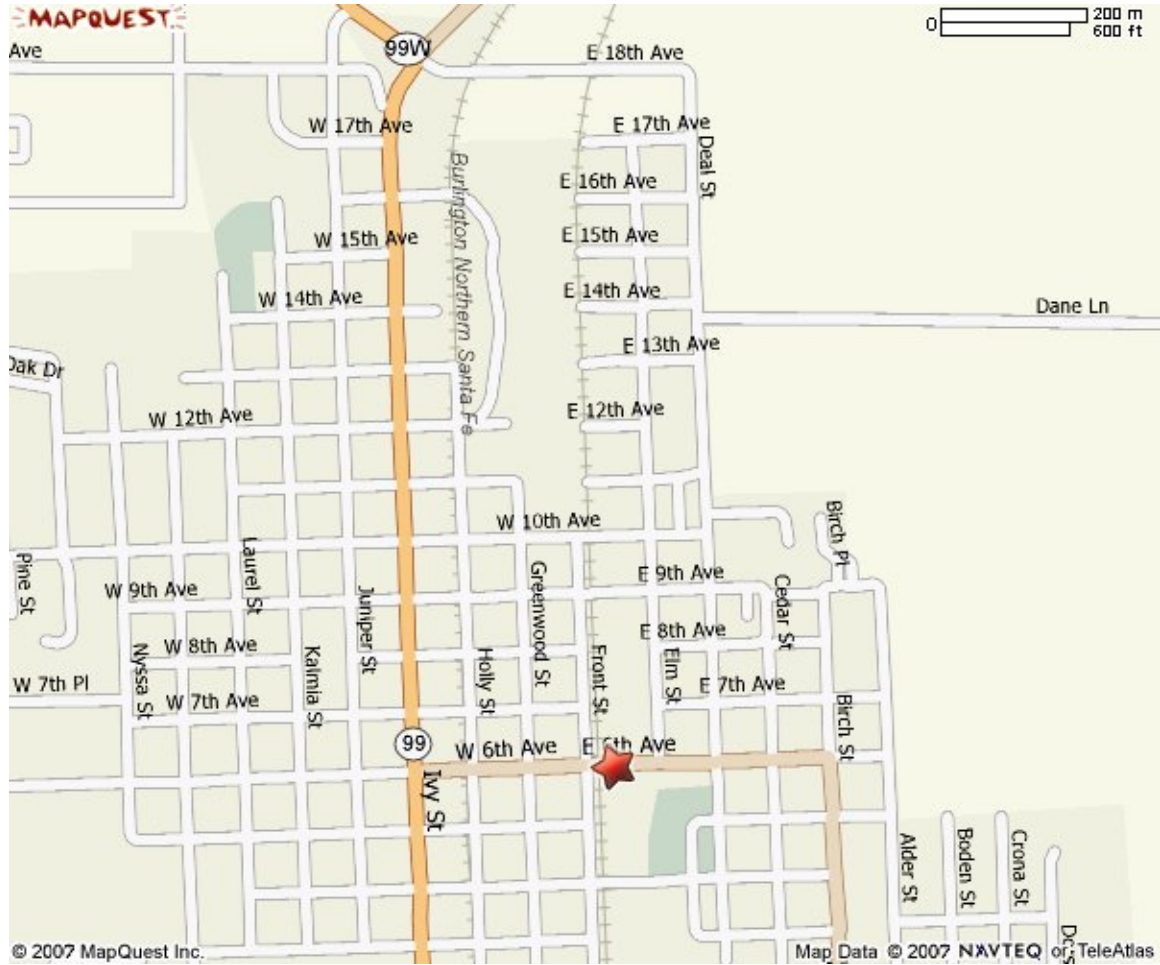 MAPQUEST
0
200 m
600 ft
Ave
99W
E 18th Ave
W 17th Ave
E 17th Ave
Deal St
Burlington Northern Santa Fe
E 16th Ave
W 15th Ave
E 15th Ave
W 14th Ave
E 14th Ave
Dane Ln
E 13th Ave
Oak Dr
W 12th Ave
E 12th Ave
W 10th Ave
Birch Pl
Pine St
Laurel St
W 9th Ave
Juniper St
Greenwood St
E 9th Ave
Cedar St
W 8th Ave
E 8th Ave
Nyssa St
Kalmia St
Holly St
Front St
Elm St
W 7th Pl
W 7th Ave
E 7th Ave
Birch St
99
W 6th Ave
E 6th Ave
Ivy St
Alder St
Boden St
Crona St
© 2007 MapQuest Inc.
Map Data © 2007 NAVTEQ or TeleAtlas